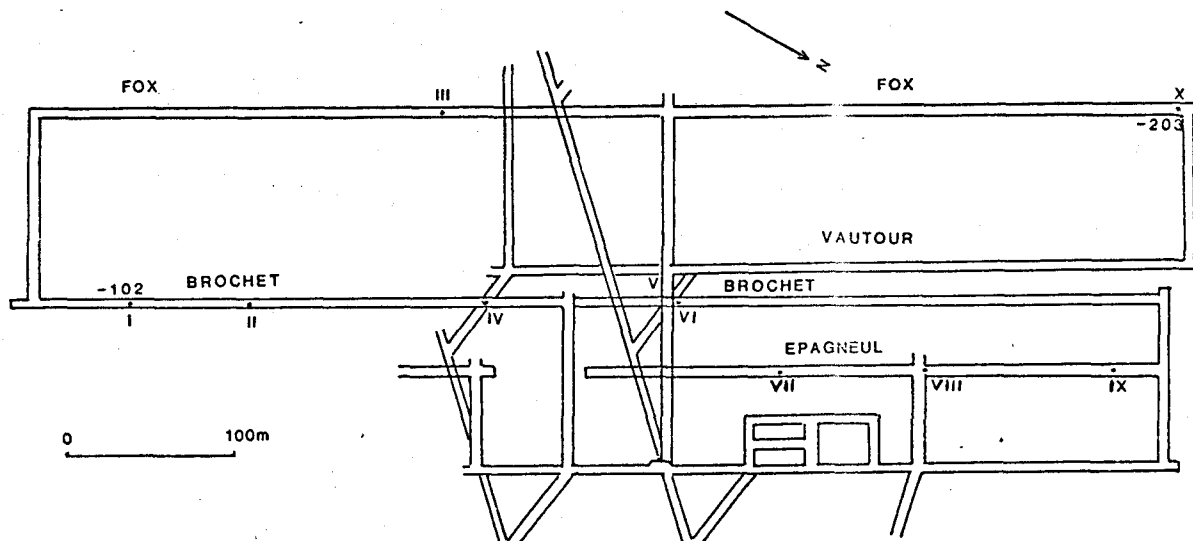 N
FOX
III
FOX
X
-203
VAUTOUR
-102
BROCHET
V
BROCHET
I
II
IV
VI
EPAGNEUL
VII
VIII
IX
0
100m